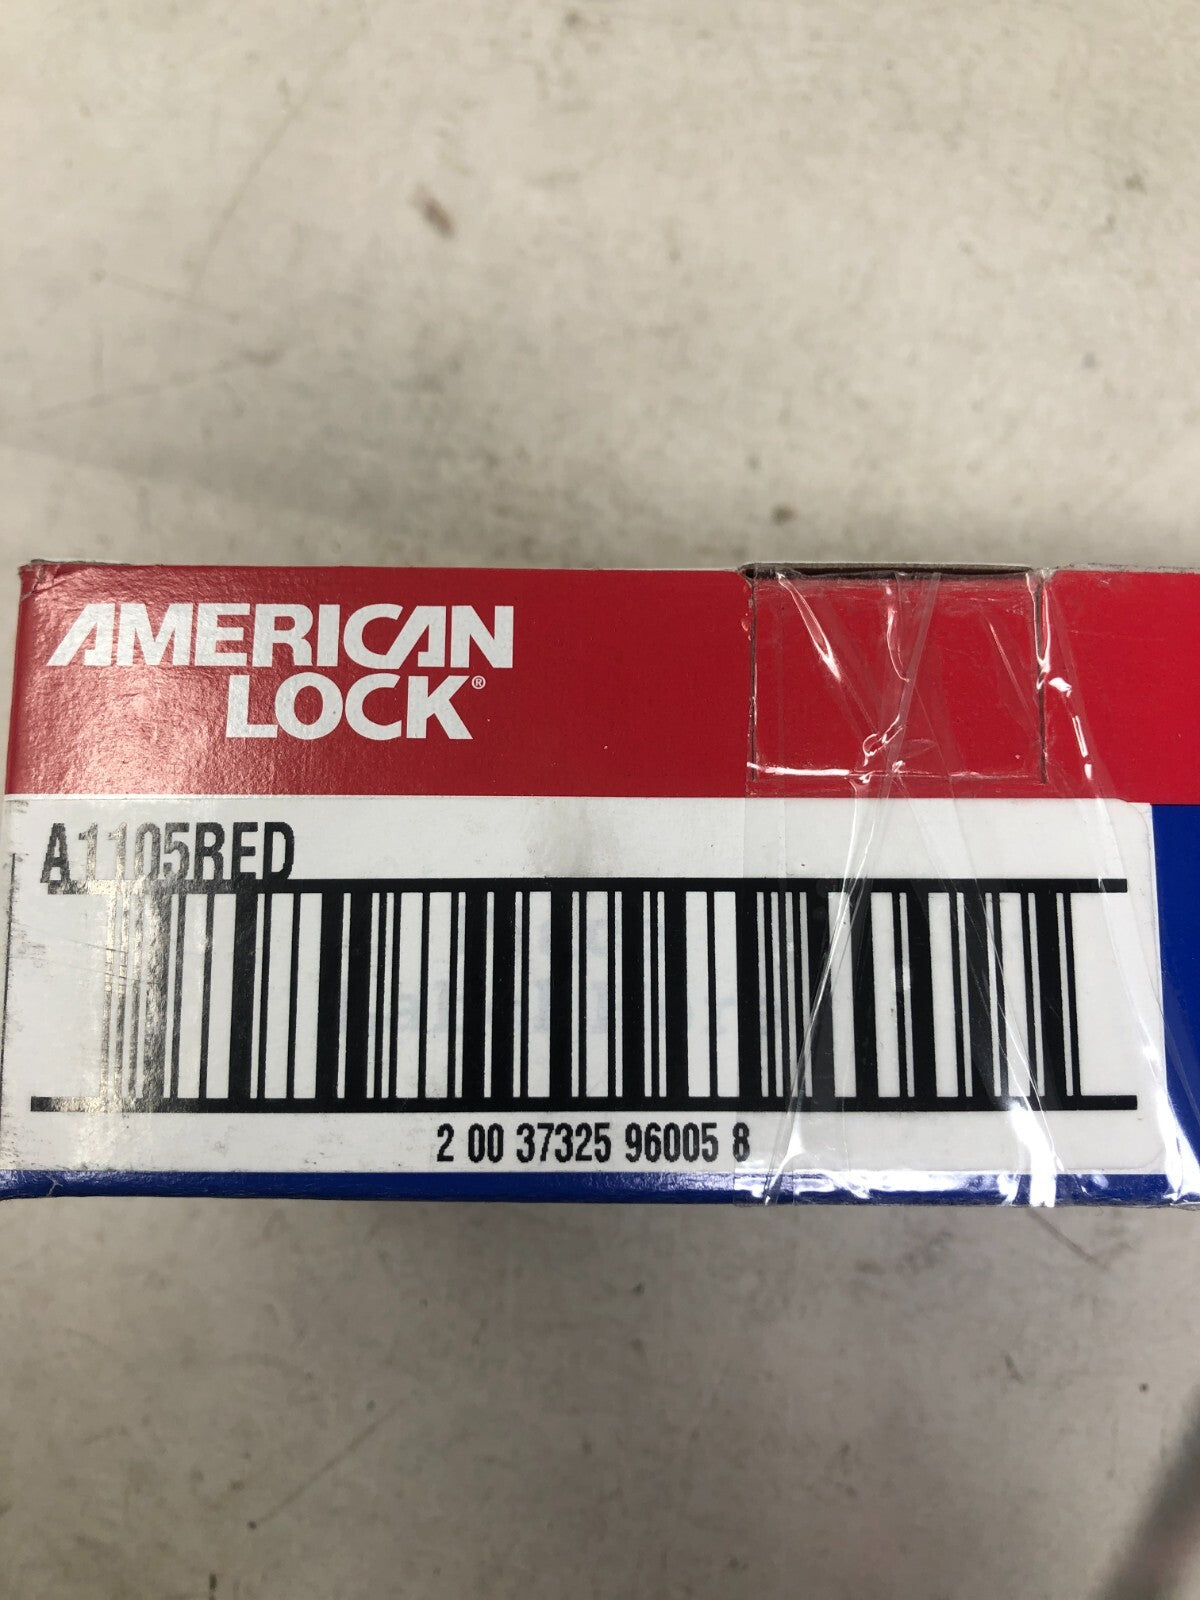 AMERICAN
LOCK®
A1105RED
2 00 37325 96005 8